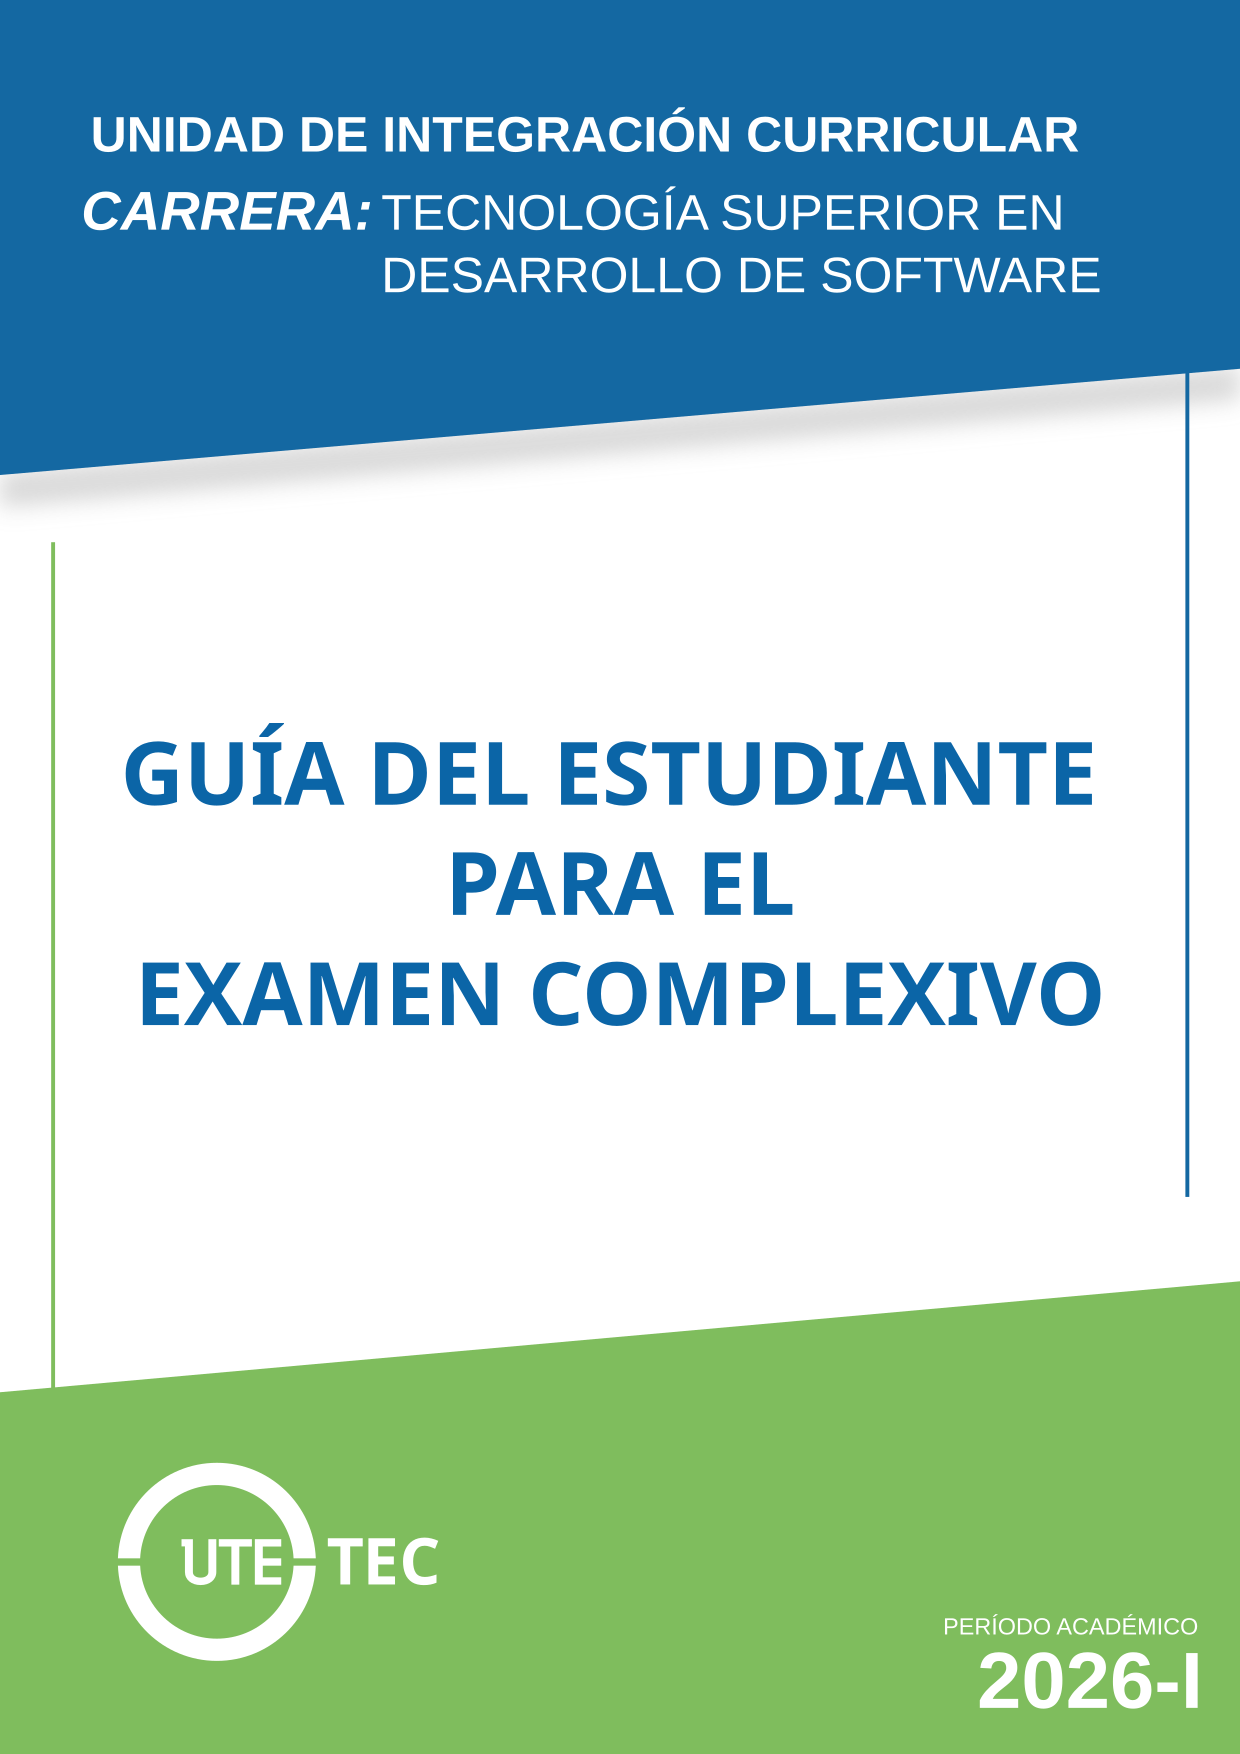 UNIDAD DE INTEGRACIÓN CURRICULAR
CARRERA: TECNOLOGÍA SUPERIOR EN
DESARROLLO DE SOFTWARE
GUÍA DEL ESTUDIANTE
PARA EL
EXAMEN COMPLEXIVO
UTE TEC
PERÍODO ACADÉMICO
2026-I